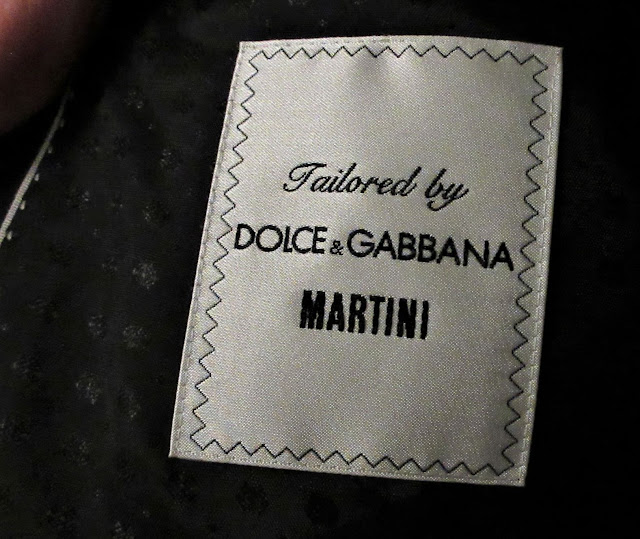 Tailored by
DOLCE & GABBANA
MARTINI